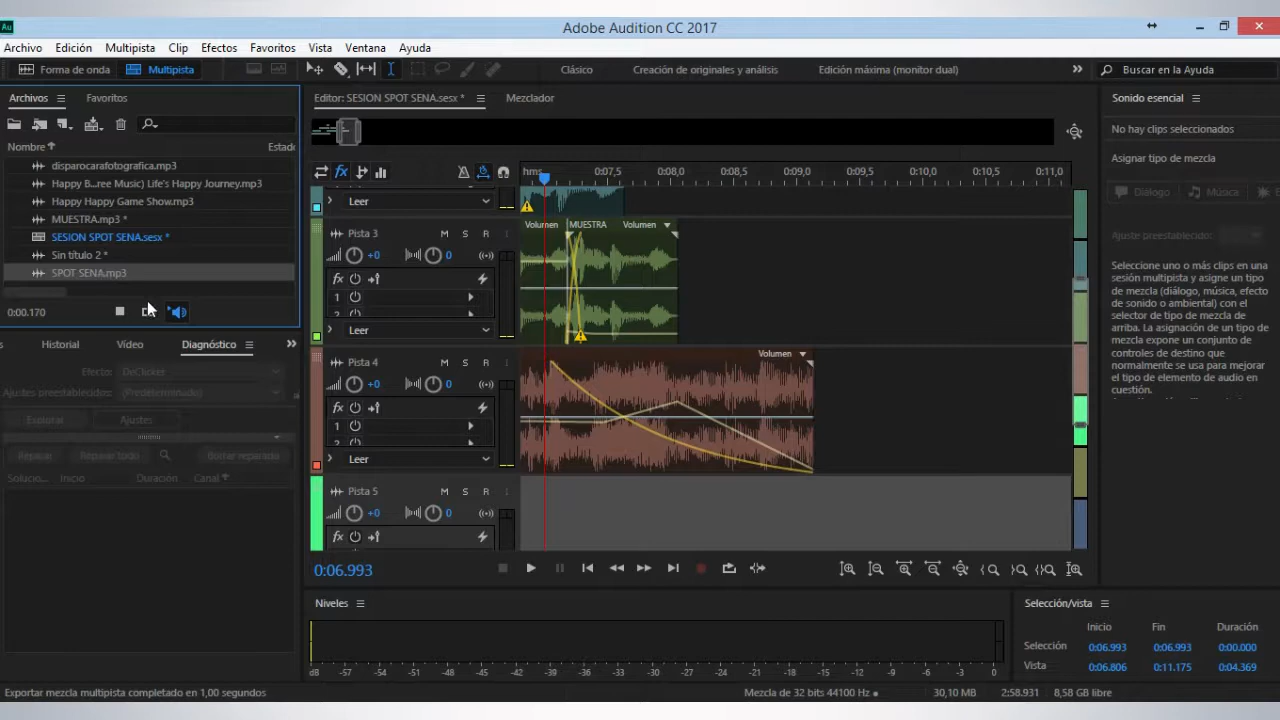 Au
Adobe Audition CC 2017
Archivo Edición Multipista Clip Efectos Favoritos Vista Ventana Ayuda
Forma de onda Multipista Clásico Creación de originales y análisis Edición máxima (monitor dual) Buscar en la Ayuda
Archivos Favoritos
Nombre Estado
disparocarafotografica.mp3
Happy B...ree Music) Life's Happy Journey.mp3
Happy Happy Game Show.mp3
MUESTRA.mp3 *
SESION SPOT SENA.sesx *
Sin título 2 *
SPOT SENA.mp3
0:00.170
Historial Video Diagnóstico
Efecto: DeClicker
Ajustes preestablecidos: (Predeterminado)
Explorar Ajustes
Reparar Reparar todo Borrar reparado
Solucio... Inicio Duración Canal
Editor: SESION SPOT SENA.sesx * Mezclador
hms 0:07,5 0:08,0 0:08,5 0:09,0 0:09,5 0:10,0 0:10,5 0:11,0
fx
Leer
Volumen MUESTRA Volumen
Pista 3 M S R I
+0 0
fx
1
2
Leer
Pista 4 M S R I
Volumen
+0 0
fx
1
2
Leer
Pista 5 M S R I
+0 0
fx
0:06.993
Niveles
dB -57 -54 -51 -48 -45 -42 -39 -36 -33 -30 -27 -24 -21 -18 -15 -12 -9 -6 -3 0
Sonido esencial
No hay clips seleccionados
Asignar tipo de mezcla
Diálogo Música
Ajuste preestablecido:
Seleccione uno o más clips en una
sesión multipista y asigne un
tipo de mezcla (diálogo, música, efecto
de sonido o ambiental) con el
selector de tipo de mezcla de
arriba. La asignación de un tipo de
mezcla expone un conjunto de
controles de destino que
normalmente se usa para mejorar
el tipo de elemento de audio en
cuestión.
Selección/vista
Inicio Fin Duración
Selección 0:06.993 0:06.993 0:00.000
Vista 0:06.806 0:11.175 0:04.369
Exportar mezcla multipista completado en 1,00 segundos
Mezcla de 32 bits 44100 Hz 30,10 MB 2:58.931 8,58 GB libre